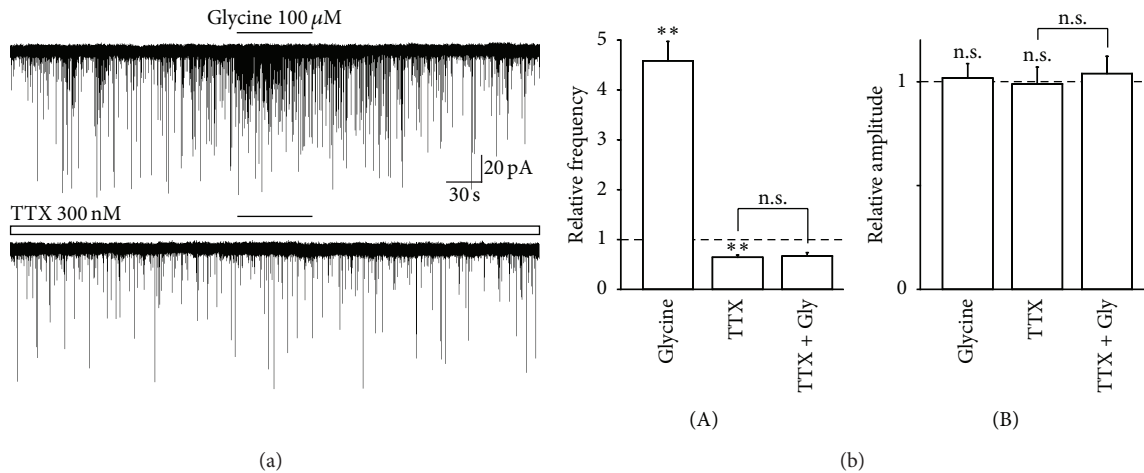 Glycine 100 μM
20 pA
30 s
TTX 300 nM
(a)
Relative frequency
5
4
3
2
1
0
**
**
n.s.
Glycine
TTX
TTX + Gly
(A)
Relative amplitude
1
0
n.s.
n.s.
n.s.
Glycine
TTX
TTX + Gly
(B)
(b)